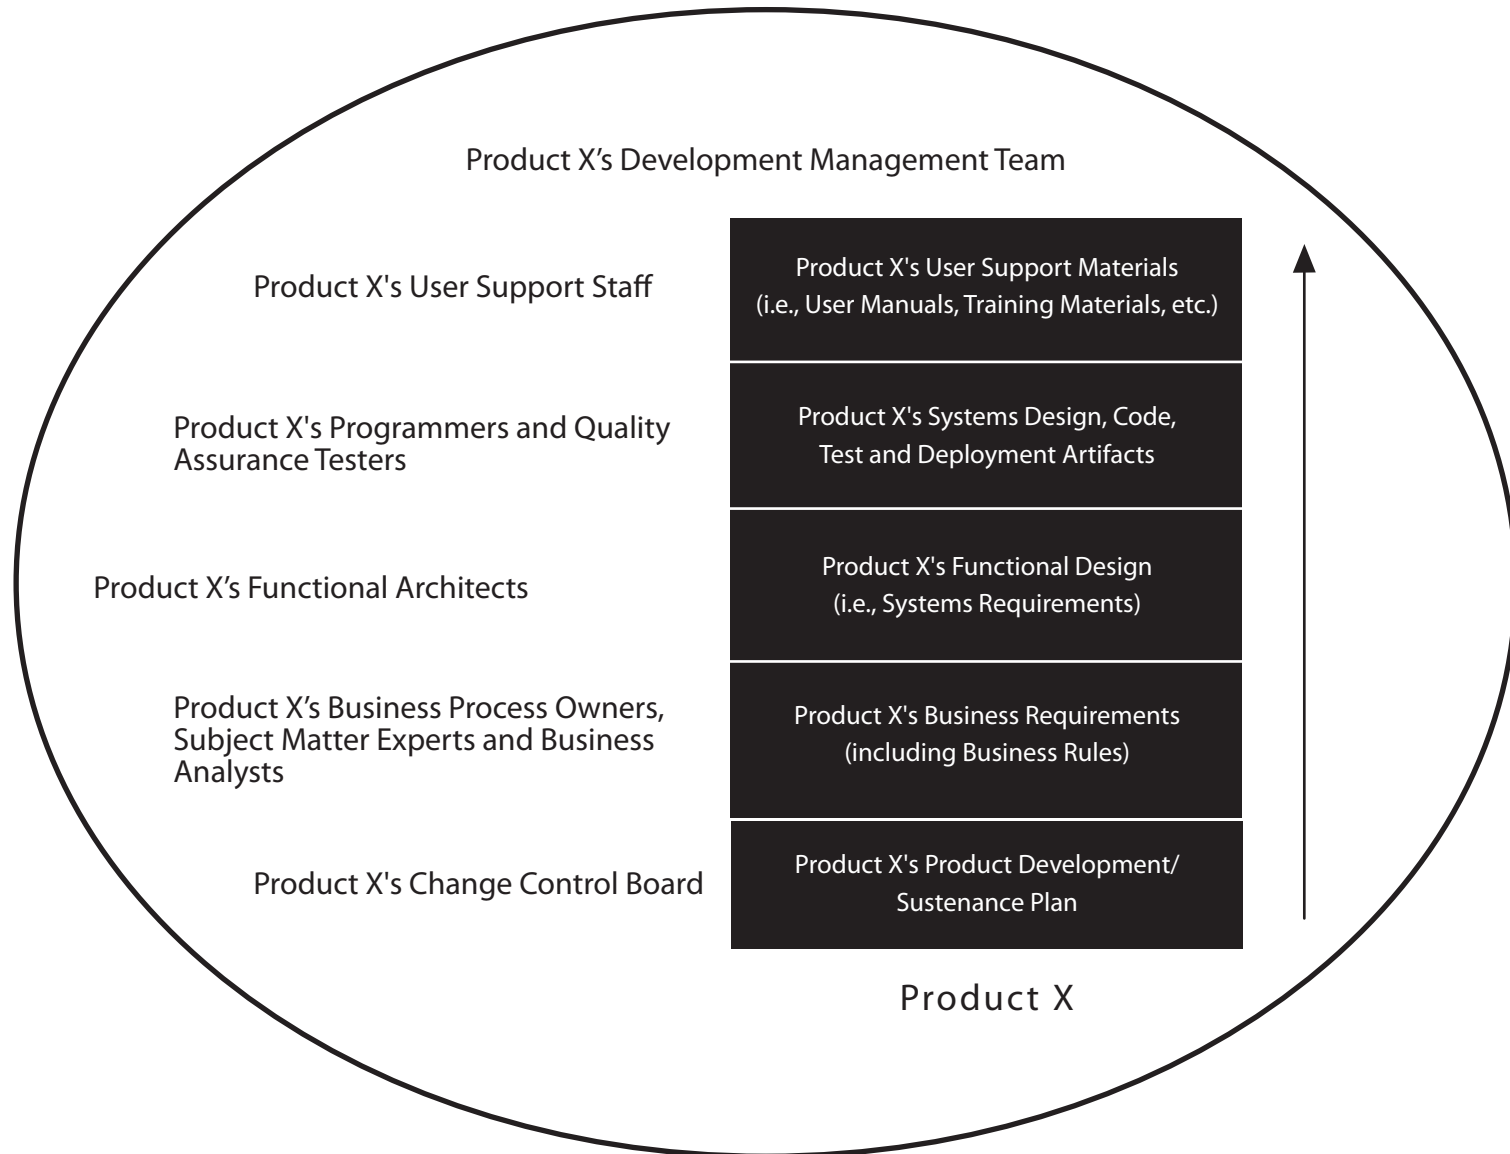 Product X’s Development Management Team
Product X's User Support Staff
Product X's User Support Materials
(i.e., User Manuals, Training Materials, etc.)
Product X's Programmers and Quality
Assurance Testers
Product X's Systems Design, Code,
Test and Deployment Artifacts
Product X’s Functional Architects
Product X's Functional Design
(i.e., Systems Requirements)
Product X’s Business Process Owners,
Subject Matter Experts and Business
Analysts
Product X's Business Requirements
(including Business Rules)
Product X's Change Control Board
Product X's Product Development/
Sustenance Plan
Product X